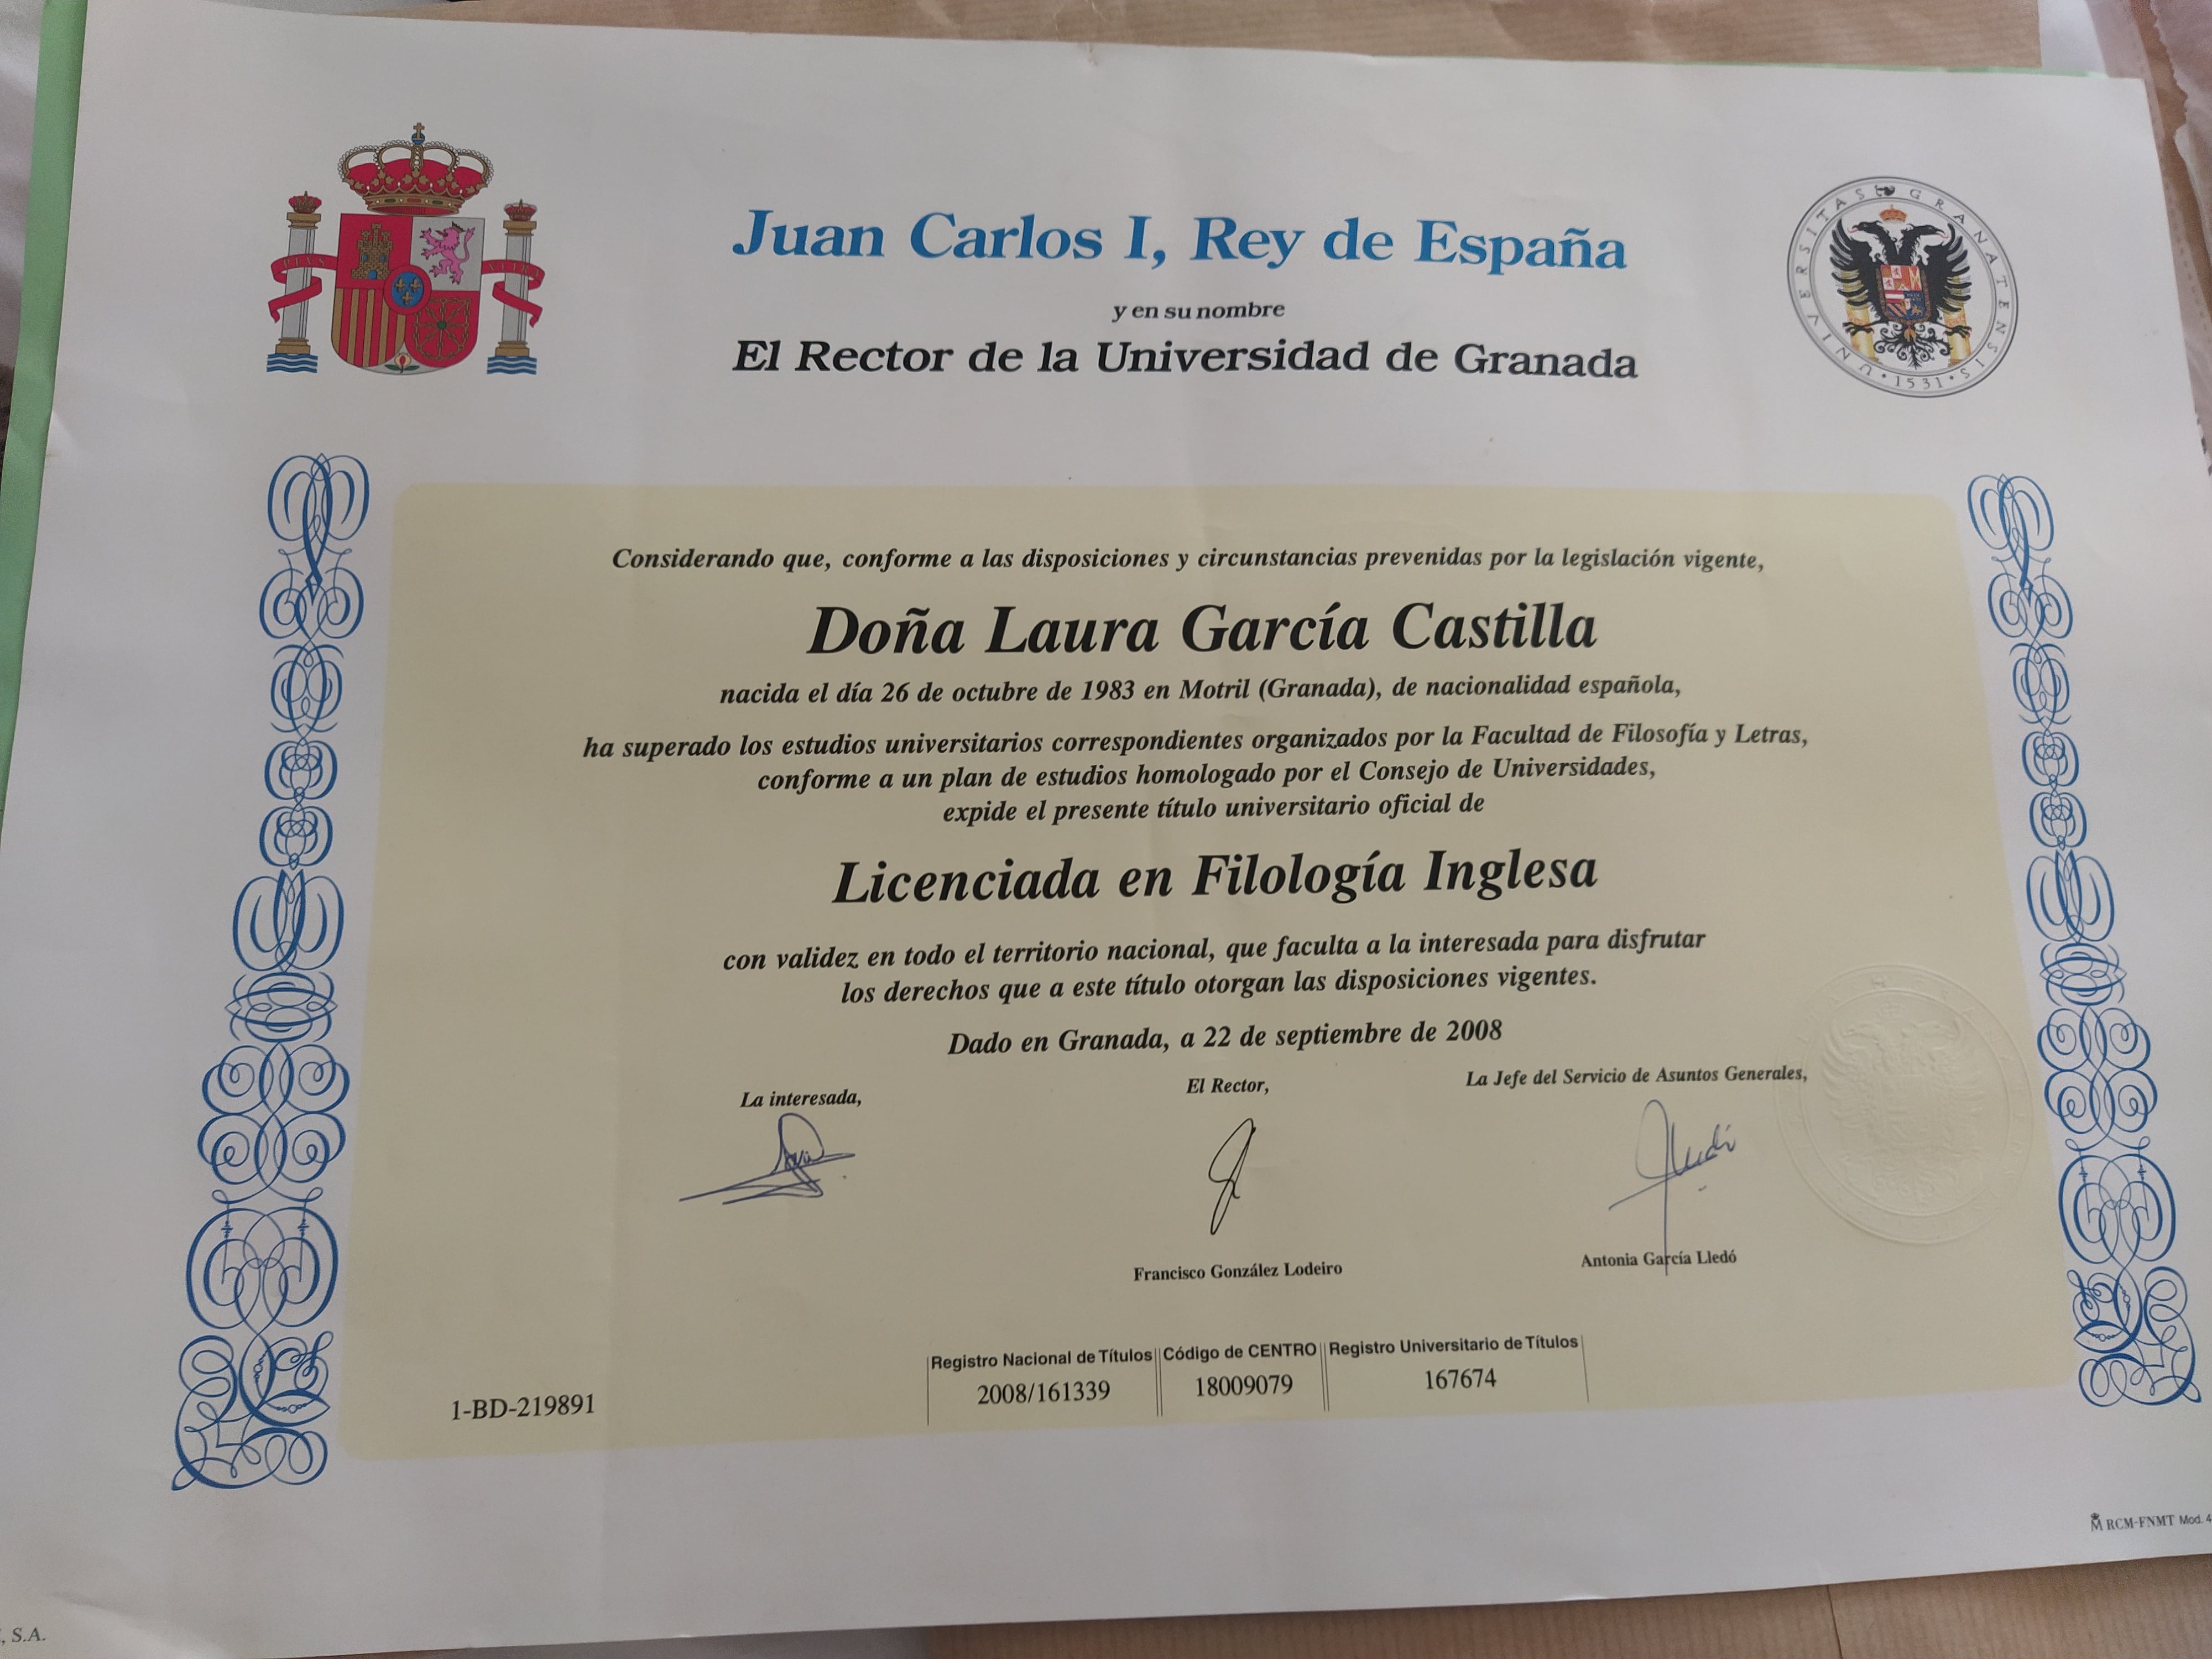 Juan Carlos I, Rey de España
y en su nombre
El Rector de la Universidad de Granada
UNIVERSITAS GRANATENSIS · 1531 ·
Considerando que, conforme a las disposiciones y circunstancias prevenidas por la legislación vigente,
Doña Laura García Castilla
nacida el día 26 de octubre de 1983 en Motril (Granada), de nacionalidad española,
ha superado los estudios universitarios correspondientes organizados por la Facultad de Filosofía y Letras,
conforme a un plan de estudios homologado por el Consejo de Universidades,
expide el presente título universitario oficial de
Licenciada en Filología Inglesa
con validez en todo el territorio nacional, que faculta a la interesada para disfrutar
los derechos que a este título otorgan las disposiciones vigentes.
Dado en Granada, a 22 de septiembre de 2008
La interesada,
El Rector,
La Jefe del Servicio de Asuntos Generales,
Francisco González Lodeiro
Antonia García Lledó
Registro Nacional de Títulos
2008/161339
Código de CENTRO
18009079
Registro Universitario de Títulos
167674
1-BD-219891
RCM-FNMT Mod. 4
, S.A.